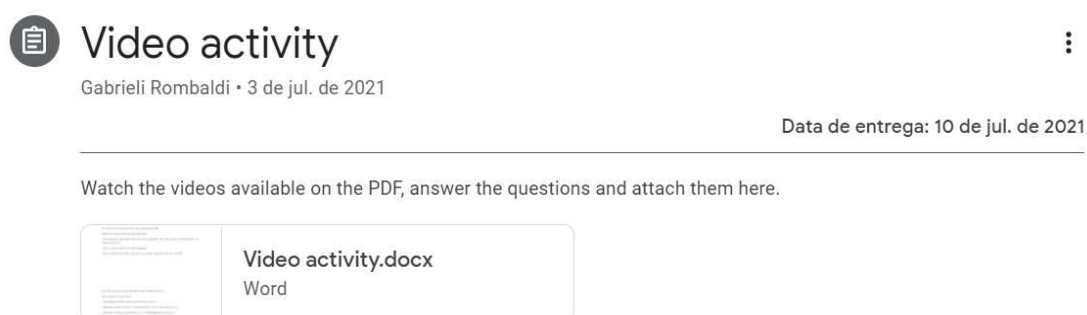 Video activity
Gabrieli Rombaldi • 3 de jul. de 2021
Data de entrega: 10 de jul. de 2021
Watch the videos available on the PDF, answer the questions and attach them here.
Video activity.docx
Word